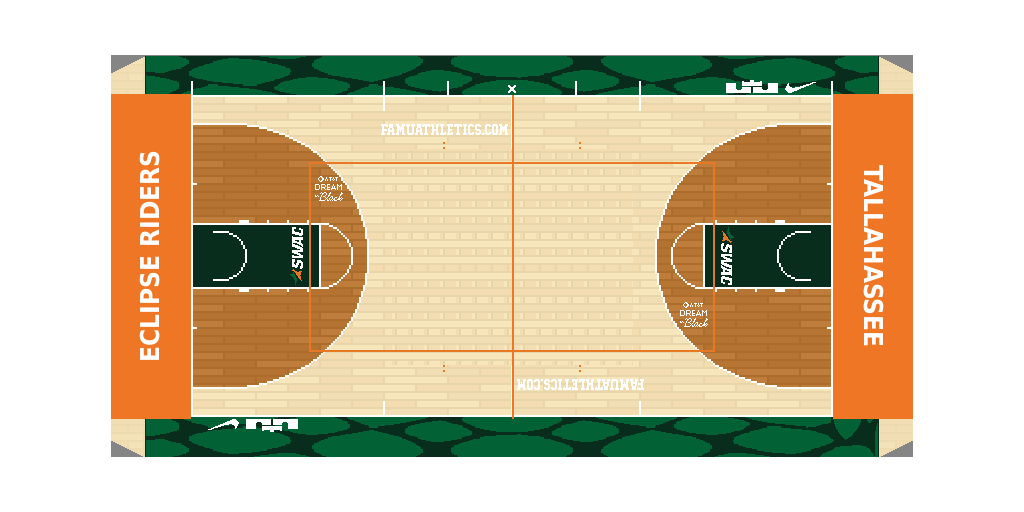 FAMUATHLETICS.COM
ECLIPSE RIDERS
AT&T
DREAM
in Black
SWAC
SWAC
TALLAHASSEE
AT&T
DREAM
in Black
FAMUATHLETICS.COM